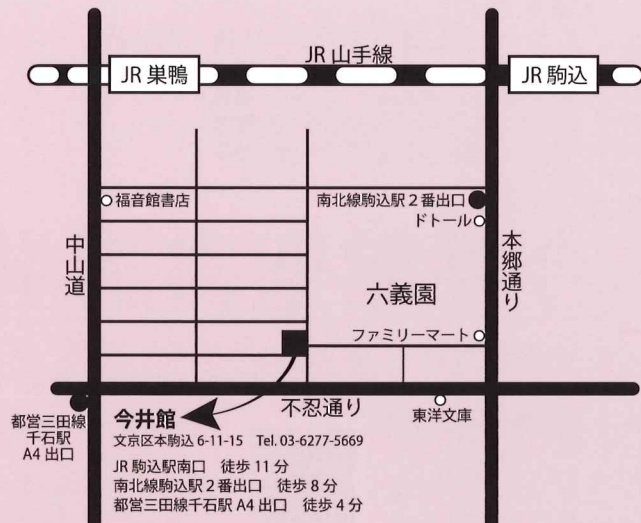 JR 山手線
JR 巣鴨
JR 駒込
福音館書店
南北線駒込駅 2 番出口
ドトール
中山道
本郷通り
六義園
ファミリーマート
不忍通り
東洋文庫
都営三田線
千石駅
A4 出口
今井館
文京区本駒込 6-11-15 Tel. 03-6277-5669
JR 駒込駅南口 徒歩 11 分
南北線駒込駅 2 番出口 徒歩 8 分
都営三田線千石駅 A4 出口 徒歩 4 分